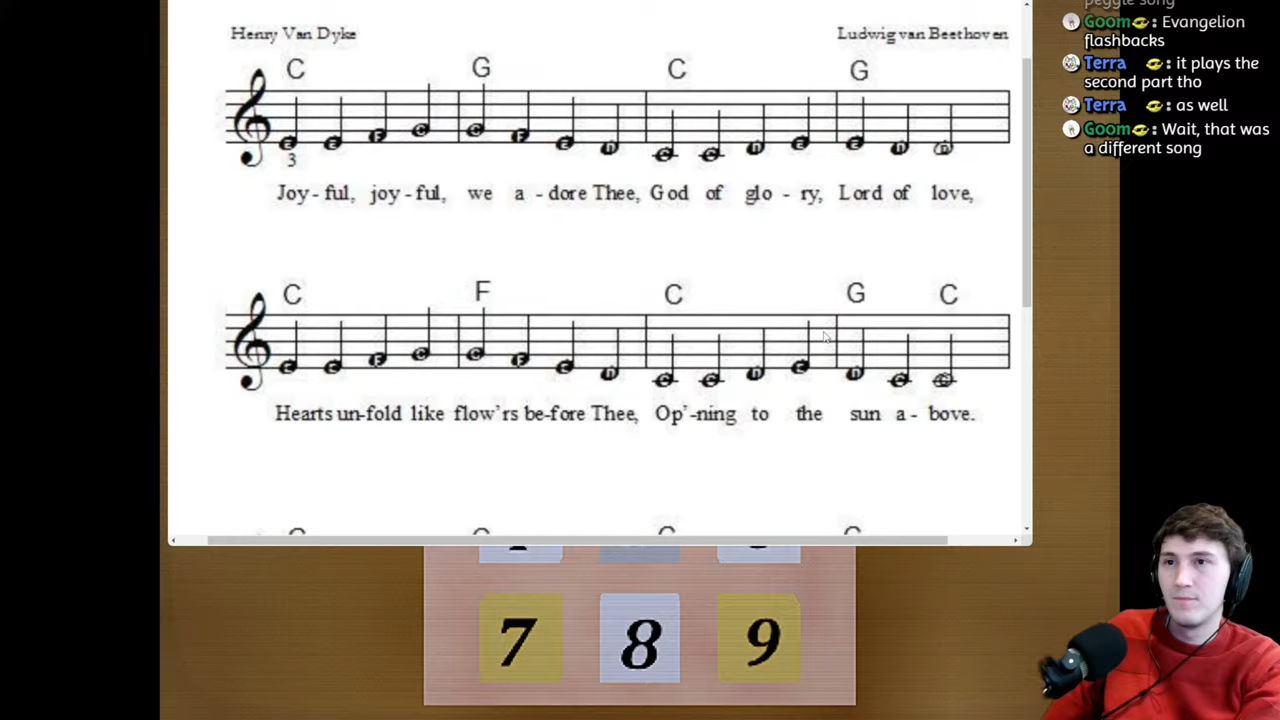 Henry Van Dyke
Ludwig van Beethoven
C G C G
3
Joy - ful, joy - ful, we a - dore Thee, God of glo - ry, Lord of love,
C F C G C
Hearts un-fold like flow'rs be-fore Thee, Op'-ning to the sun a - bove.
7 8 9
peggle song
Goom: Evangelion
flashbacks
Terra: it plays the
second part tho
Terra: as well
Goom: Wait, that was
a different song